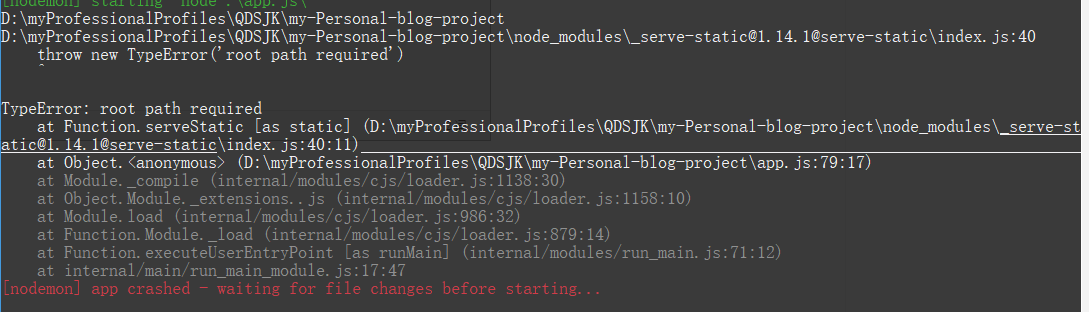 [nodemon] starting `node .\app.js`
D:\myProfessionalProfiles\QDSJK\my-Personal-blog-project
D:\myProfessionalProfiles\QDSJK\my-Personal-blog-project\node_modules\_serve-static@1.14.1@serve-static\index.js:40
    throw new TypeError('root path required')
    ^
TypeError: root path required
    at Function.serveStatic [as static] (D:\myProfessionalProfiles\QDSJK\my-Personal-blog-project\node_modules\_serve-st
atic@1.14.1@serve-static\index.js:40:11)
    at Object.<anonymous> (D:\myProfessionalProfiles\QDSJK\my-Personal-blog-project\app.js:79:17)
    at Module._compile (internal/modules/cjs/loader.js:1138:30)
    at Object.Module._extensions..js (internal/modules/cjs/loader.js:1158:10)
    at Module.load (internal/modules/cjs/loader.js:986:32)
    at Function.Module._load (internal/modules/cjs/loader.js:879:14)
    at Function.executeUserEntryPoint [as runMain] (internal/modules/run_main.js:71:12)
    at internal/main/run_main_module.js:17:47
[nodemon] app crashed - waiting for file changes before starting...